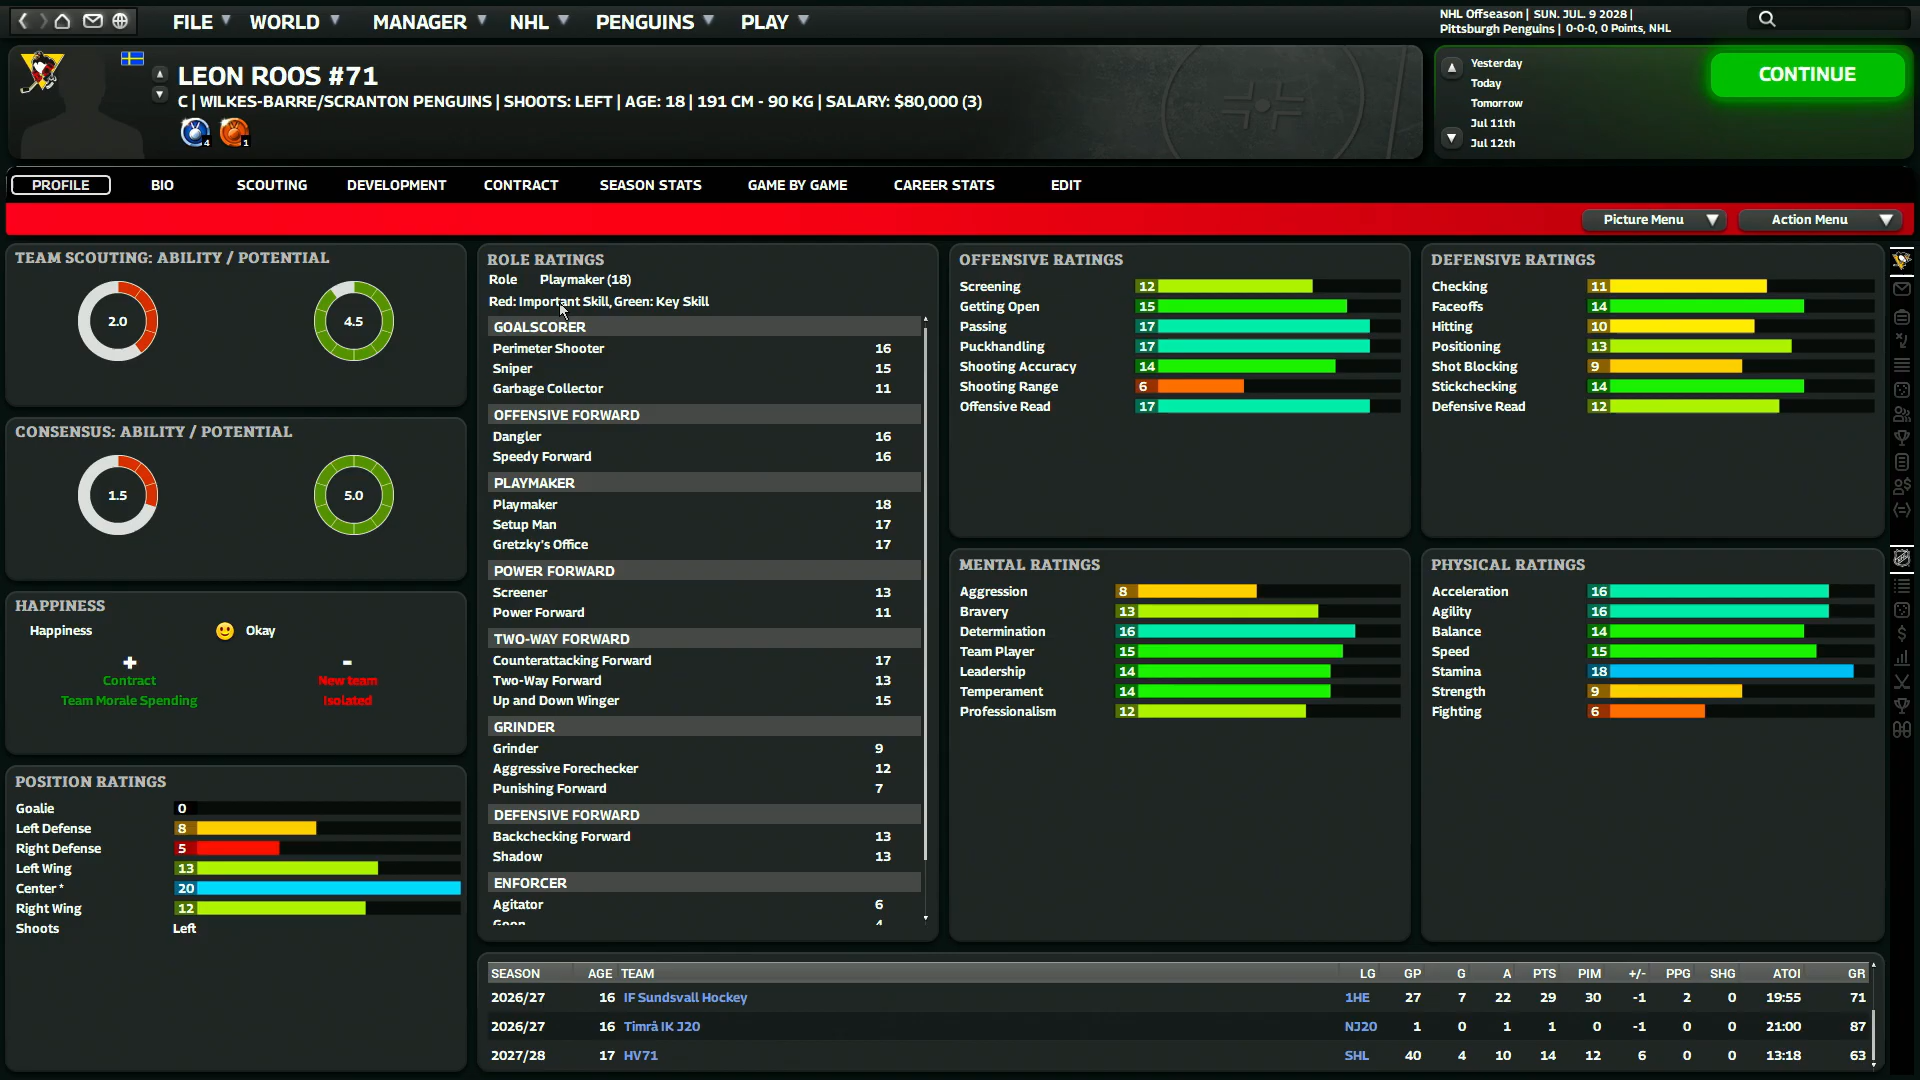 FILE
WORLD
MANAGER
NHL
PENGUINS
PLAY
NHL Offseason | SUN. JUL. 9 2028 |
Pittsburgh Penguins | 0-0-0, 0 Points, NHL
LEON ROOS #71
C | WILKES-BARRE/SCRANTON PENGUINS | SHOOTS: LEFT | AGE: 18 | 191 CM - 90 KG | SALARY: $80,000 (3)
4
1
Yesterday
Today
Tomorrow
Jul 11th
Jul 12th
CONTINUE
PROFILE
BIO
SCOUTING
DEVELOPMENT
CONTRACT
SEASON STATS
GAME BY GAME
CAREER STATS
EDIT
Picture Menu
Action Menu
TEAM SCOUTING: ABILITY / POTENTIAL
2.0
4.5
CONSENSUS: ABILITY / POTENTIAL
1.5
5.0
HAPPINESS
Happiness Okay
+ -
Contract New team
Team Morale Spending Isolated
POSITION RATINGS
Goalie 0
Left Defense 8
Right Defense 5
Left Wing 13
Center * 20
Right Wing 12
Shoots Left
ROLE RATINGS
Role Playmaker (18)
Red: Important Skill, Green: Key Skill
GOALSCORER
Perimeter Shooter 16
Sniper 15
Garbage Collector 11
OFFENSIVE FORWARD
Dangler 16
Speedy Forward 16
PLAYMAKER
Playmaker 18
Setup Man 17
Gretzky's Office 17
POWER FORWARD
Screener 13
Power Forward 11
TWO-WAY FORWARD
Counterattacking Forward 17
Two-Way Forward 13
Up and Down Winger 15
GRINDER
Grinder 9
Aggressive Forechecker 12
Punishing Forward 7
DEFENSIVE FORWARD
Backchecking Forward 13
Shadow 13
ENFORCER
Agitator 6
Goon 4
OFFENSIVE RATINGS
Screening 12
Getting Open 15
Passing 17
Puckhandling 17
Shooting Accuracy 14
Shooting Range 6
Offensive Read 17
DEFENSIVE RATINGS
Checking 11
Faceoffs 14
Hitting 10
Positioning 13
Shot Blocking 9
Stickchecking 14
Defensive Read 12
MENTAL RATINGS
Aggression 8
Bravery 13
Determination 16
Team Player 15
Leadership 14
Temperament 14
Professionalism 12
PHYSICAL RATINGS
Acceleration 16
Agility 16
Balance 14
Speed 15
Stamina 18
Strength 9
Fighting 6
SEASON AGE TEAM LG GP G A PTS PIM +/- PPG SHG ATOI GR
2026/27 16 IF Sundsvall Hockey 1HE 27 7 22 29 30 -1 2 0 19:55 71
2026/27 16 Timrå IK J20 NJ20 1 0 1 1 0 -1 0 0 21:00 87
2027/28 17 HV71 SHL 40 4 10 14 12 6 0 0 13:18 63